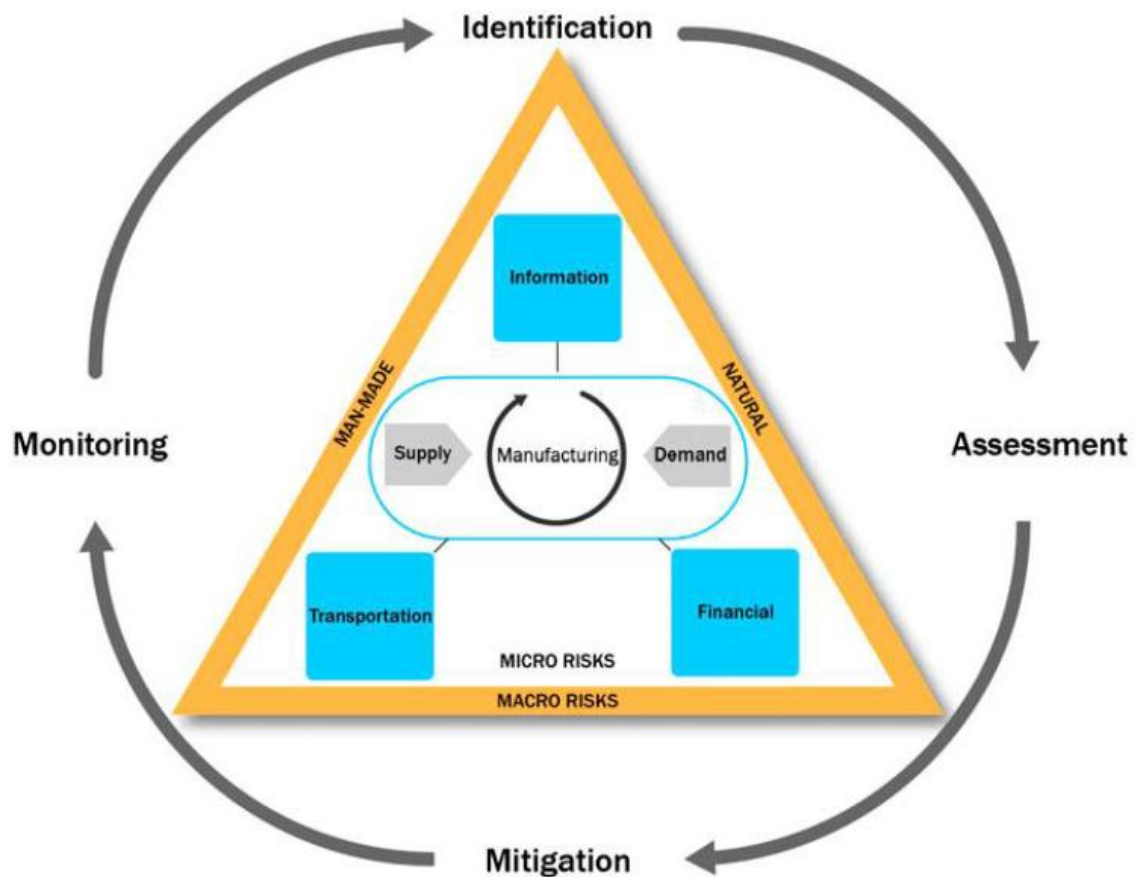 Identification
Information
MAN-MADE
NATURAL
Monitoring
Supply
Manufacturing
Demand
Assessment
Transportation
Financial
MICRO RISKS
MACRO RISKS
Mitigation